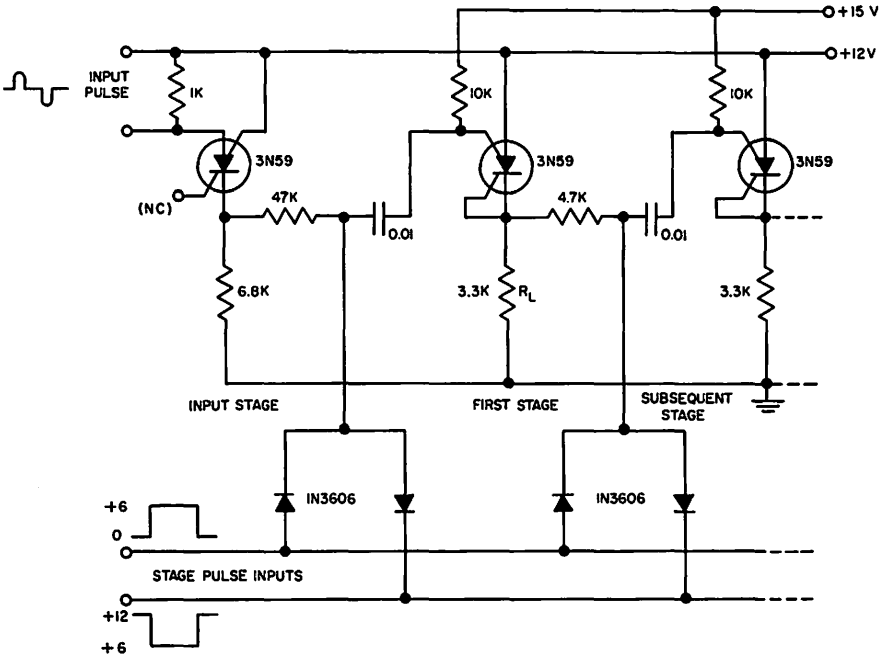 +15 V
+12V
INPUT
PULSE
1K
10K
10K
3N59
3N59
3N59
(NC)
47K
4.7K
0.01
0.01
6.8K
3.3K
RL
3.3K
INPUT STAGE
FIRST STAGE
SUBSEQUENT
STAGE
+6
0
1N3606
1N3606
STAGE PULSE INPUTS
+12
+6